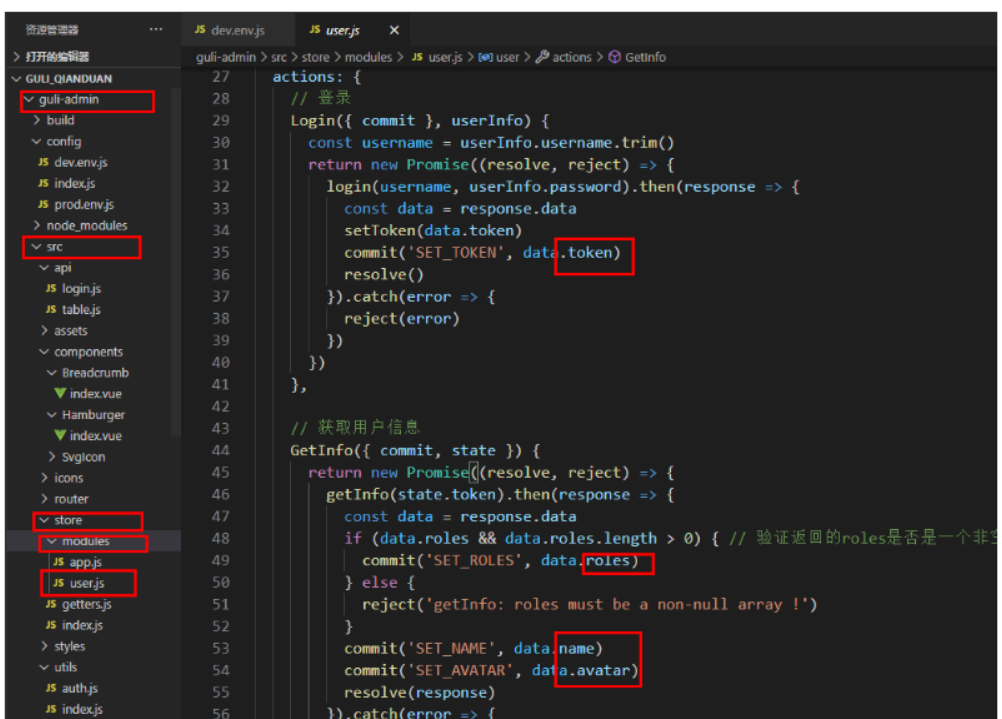 资源管理器 ···
> 打开的编辑器
GULI_QIANDUAN
guli-admin
> build
config
JS dev.env.js
JS index.js
JS prod.env.js
> node_modules
src
api
JS login.js
JS table.js
> assets
components
Breadcrumb
index.vue
Hamburger
index.vue
> SvgIcon
> icons
> router
store
modules
JS app.js
JS user.js
JS getters.js
JS index.js
> styles
utils
JS auth.js
JS index.js
JS dev.env.js JS user.js ×
guli-admin > src > store > modules > JS user.js > user > actions > GetInfo
27 actions: {
28 // 登录
29 Login({ commit }, userInfo) {
30 const username = userInfo.username.trim()
31 return new Promise((resolve, reject) => {
32 login(username, userInfo.password).then(response => {
33 const data = response.data
34 setToken(data.token)
35 commit('SET_TOKEN', data.token)
36 resolve()
37 }).catch(error => {
38 reject(error)
39 })
40 })
41 },
42
43 // 获取用户信息
44 GetInfo({ commit, state }) {
45 return new Promise((resolve, reject) => {
46 getInfo(state.token).then(response => {
47 const data = response.data
48 if (data.roles && data.roles.length > 0) { // 验证返回的roles是否是一个非空
49 commit('SET_ROLES', data.roles)
50 } else {
51 reject('getInfo: roles must be a non-null array !')
52 }
53 commit('SET_NAME', data.name)
54 commit('SET_AVATAR', data.avatar)
55 resolve(response)
56 }).catch(error => {